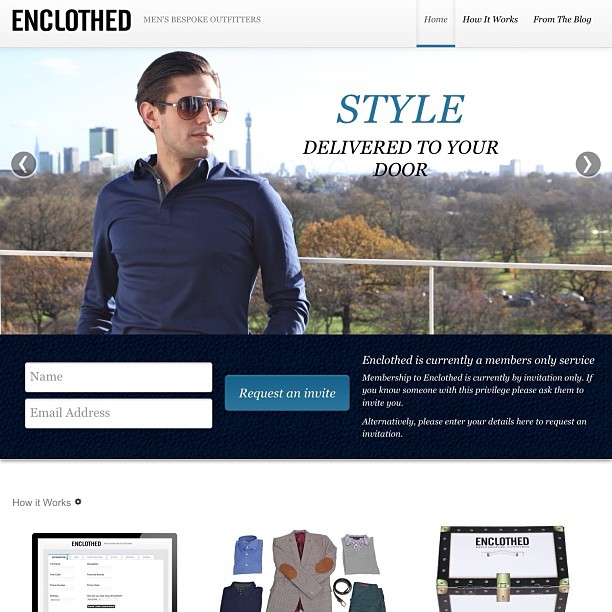 ENCLOTHED MEN'S BESPOKE OUTFITTERS Home How It Works From The Blog
STYLE
DELIVERED TO YOUR
DOOR
Name
Email Address
Request an invite
Enclothed is currently a members only service
Membership to Enclothed is currently by invitation only. If
you know someone with this privilege please ask them to
invite you.
Alternatively, please enter your details here to request an
invitation.
How it Works
ENCLOTHED
ENCLOTHED